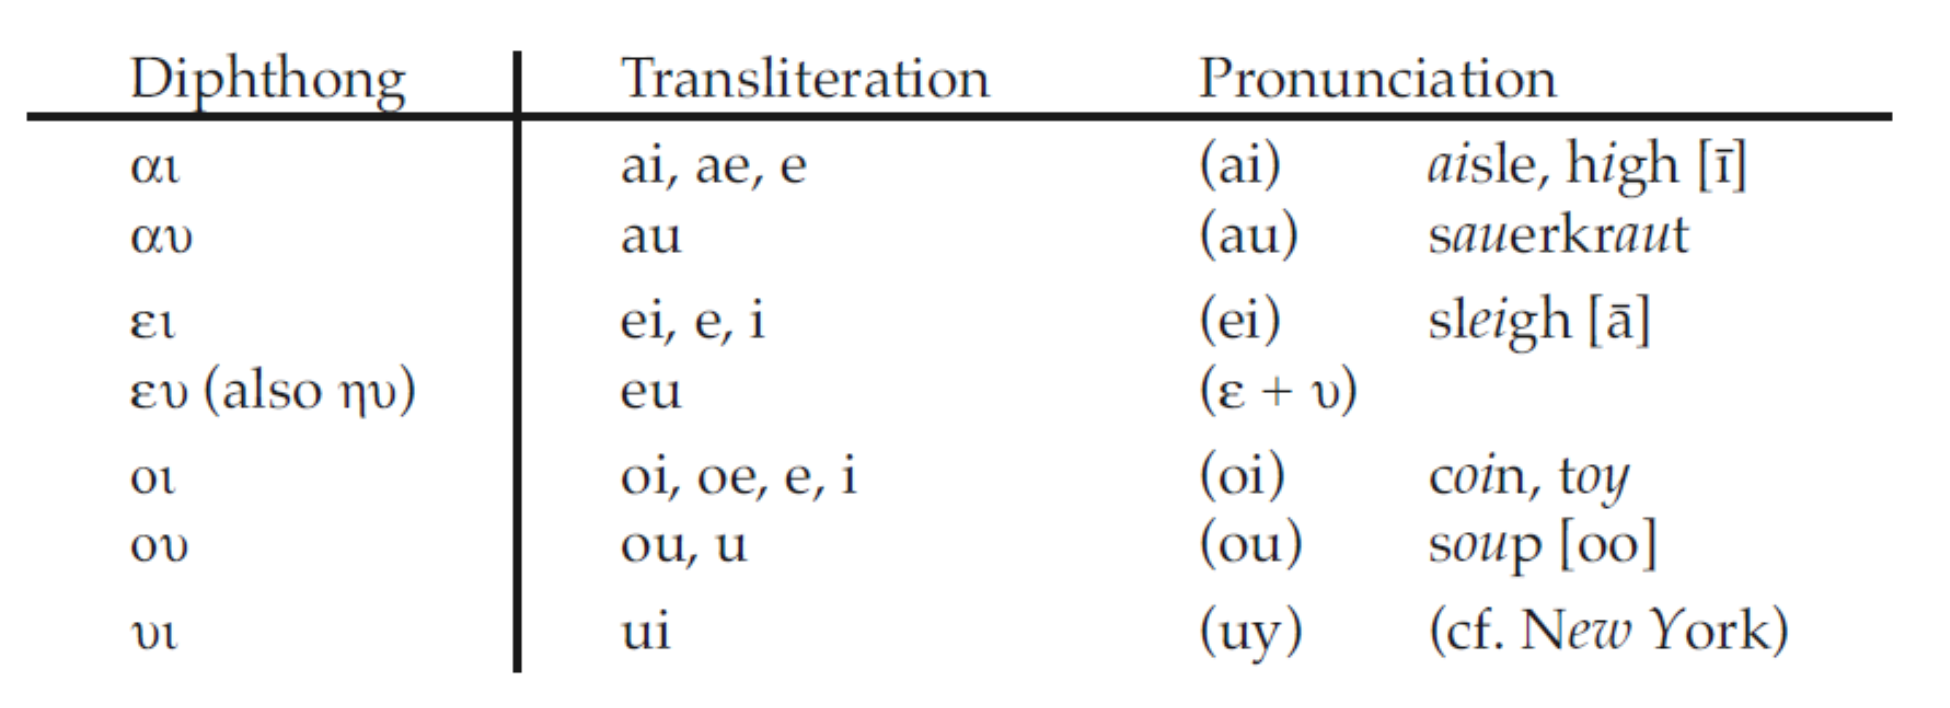 Diphthong Transliteration Pronunciation
αι ai, ae, e (ai) aisle, high [ī]
αυ au (au) sauerkraut
ει ei, e, i (ei) sleigh [ā]
ευ (also ηυ) eu (ε + υ)
οι oi, oe, e, i (oi) coin, toy
ου ou, u (ou) soup [oo]
υι ui (uy) (cf. New York)